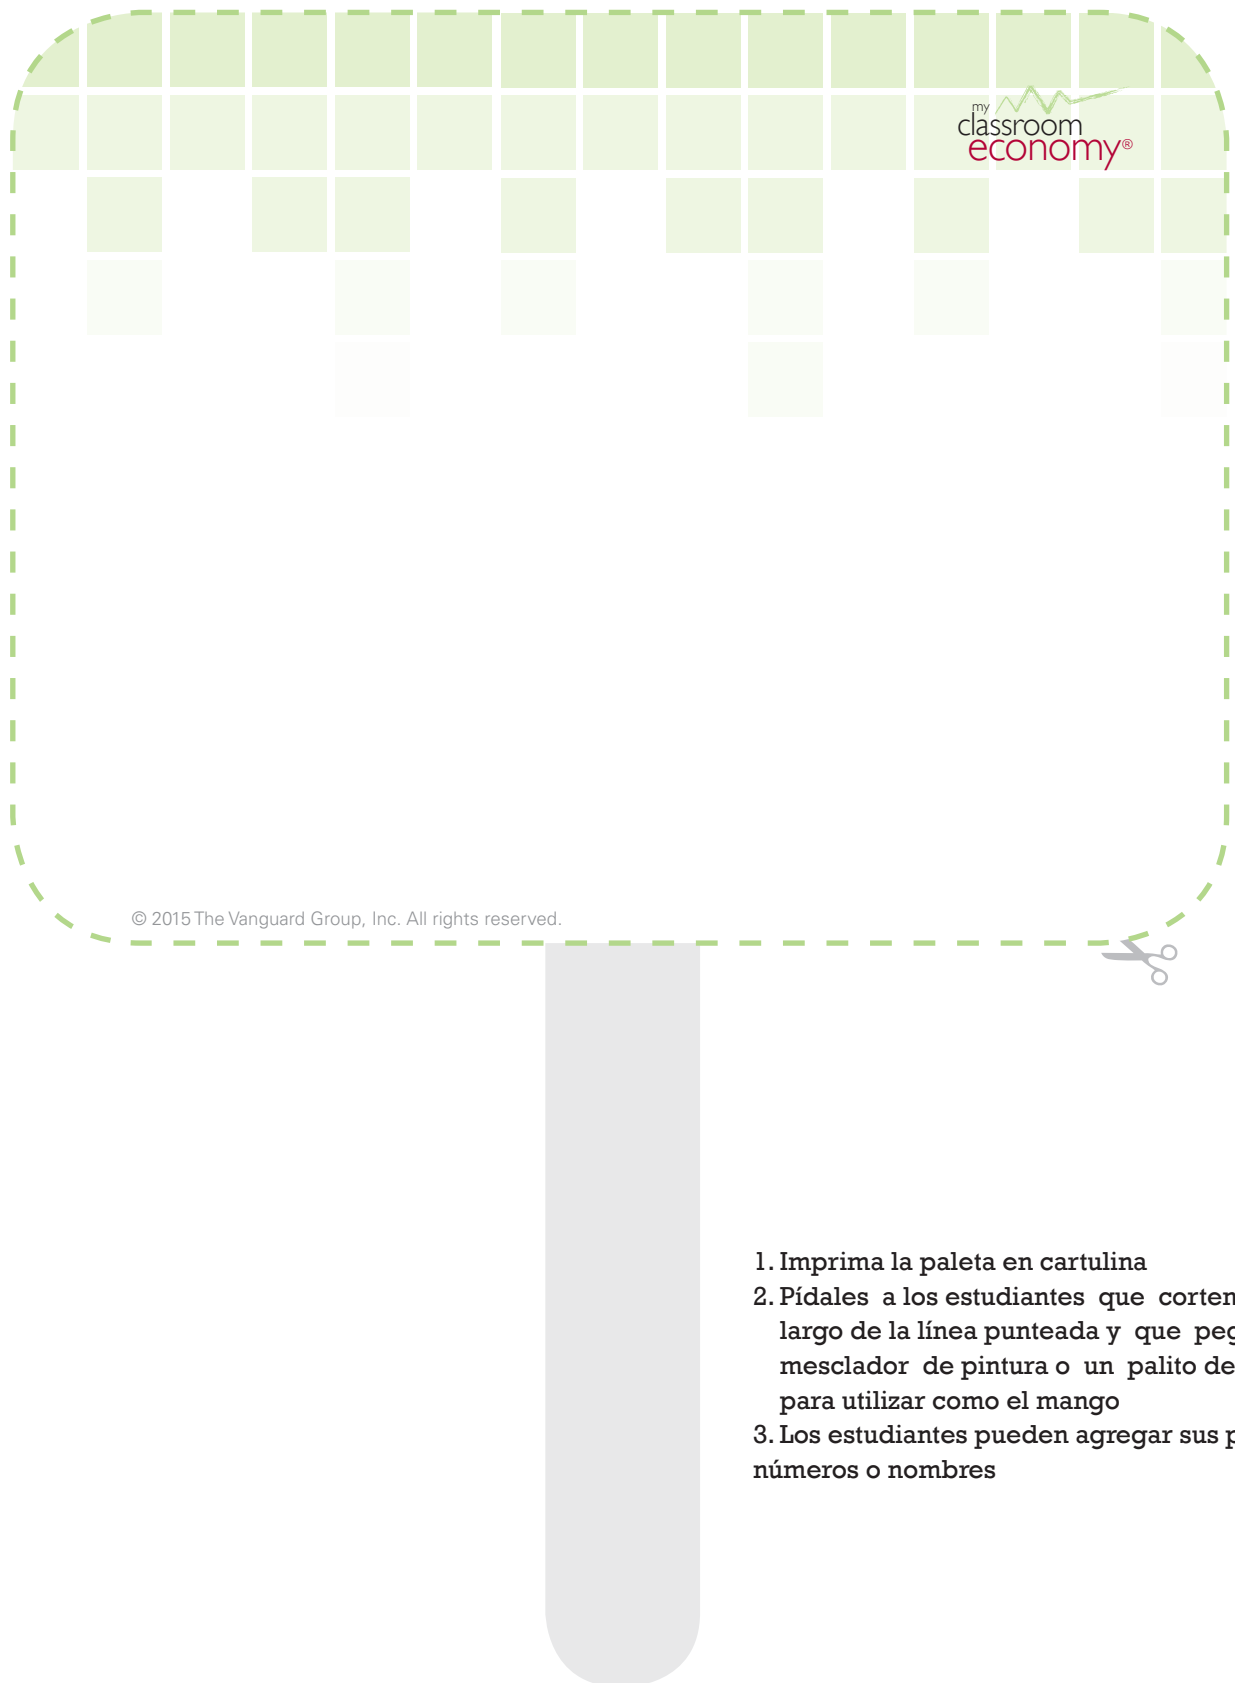 my
classroom
economy®
© 2015 The Vanguard Group, Inc. All rights reserved.
1. Imprima la paleta en cartulina
2. Pídales a los estudiantes que corten
largo de la línea punteada y que
mesclador de pintura o un palito de
para utilizar como el mango
3. Los estudiantes pueden agregar sus
números o nombres